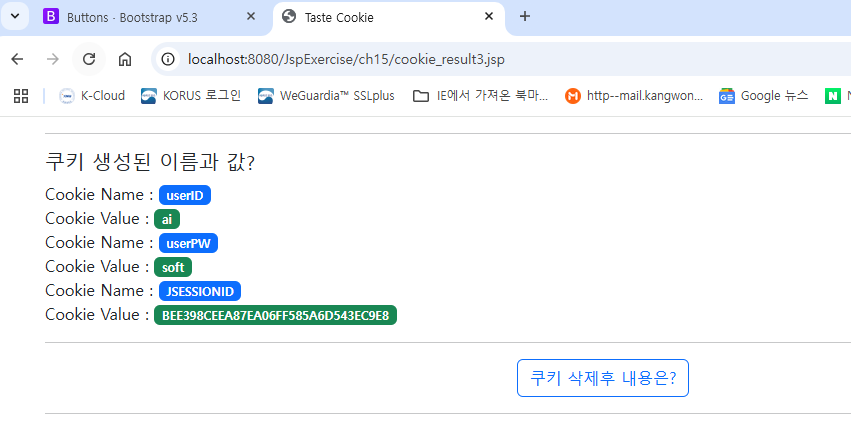 Buttons · Bootstrap v5.3
Taste Cookie
localhost:8080/JspExercise/ch15/cookie_result3.jsp
K-Cloud KORUS 로그인 WeGuardia™ SSLplus IE에서 가져온 북마... http--mail.kangwon... Google 뉴스 N
쿠키 생성된 이름과 값?
Cookie Name : userID
Cookie Value : ai
Cookie Name : userPW
Cookie Value : soft
Cookie Name : JSESSIONID
Cookie Value : BEE398CEEA87EA06FF585A6D543EC9E8
쿠키 삭제후 내용은?